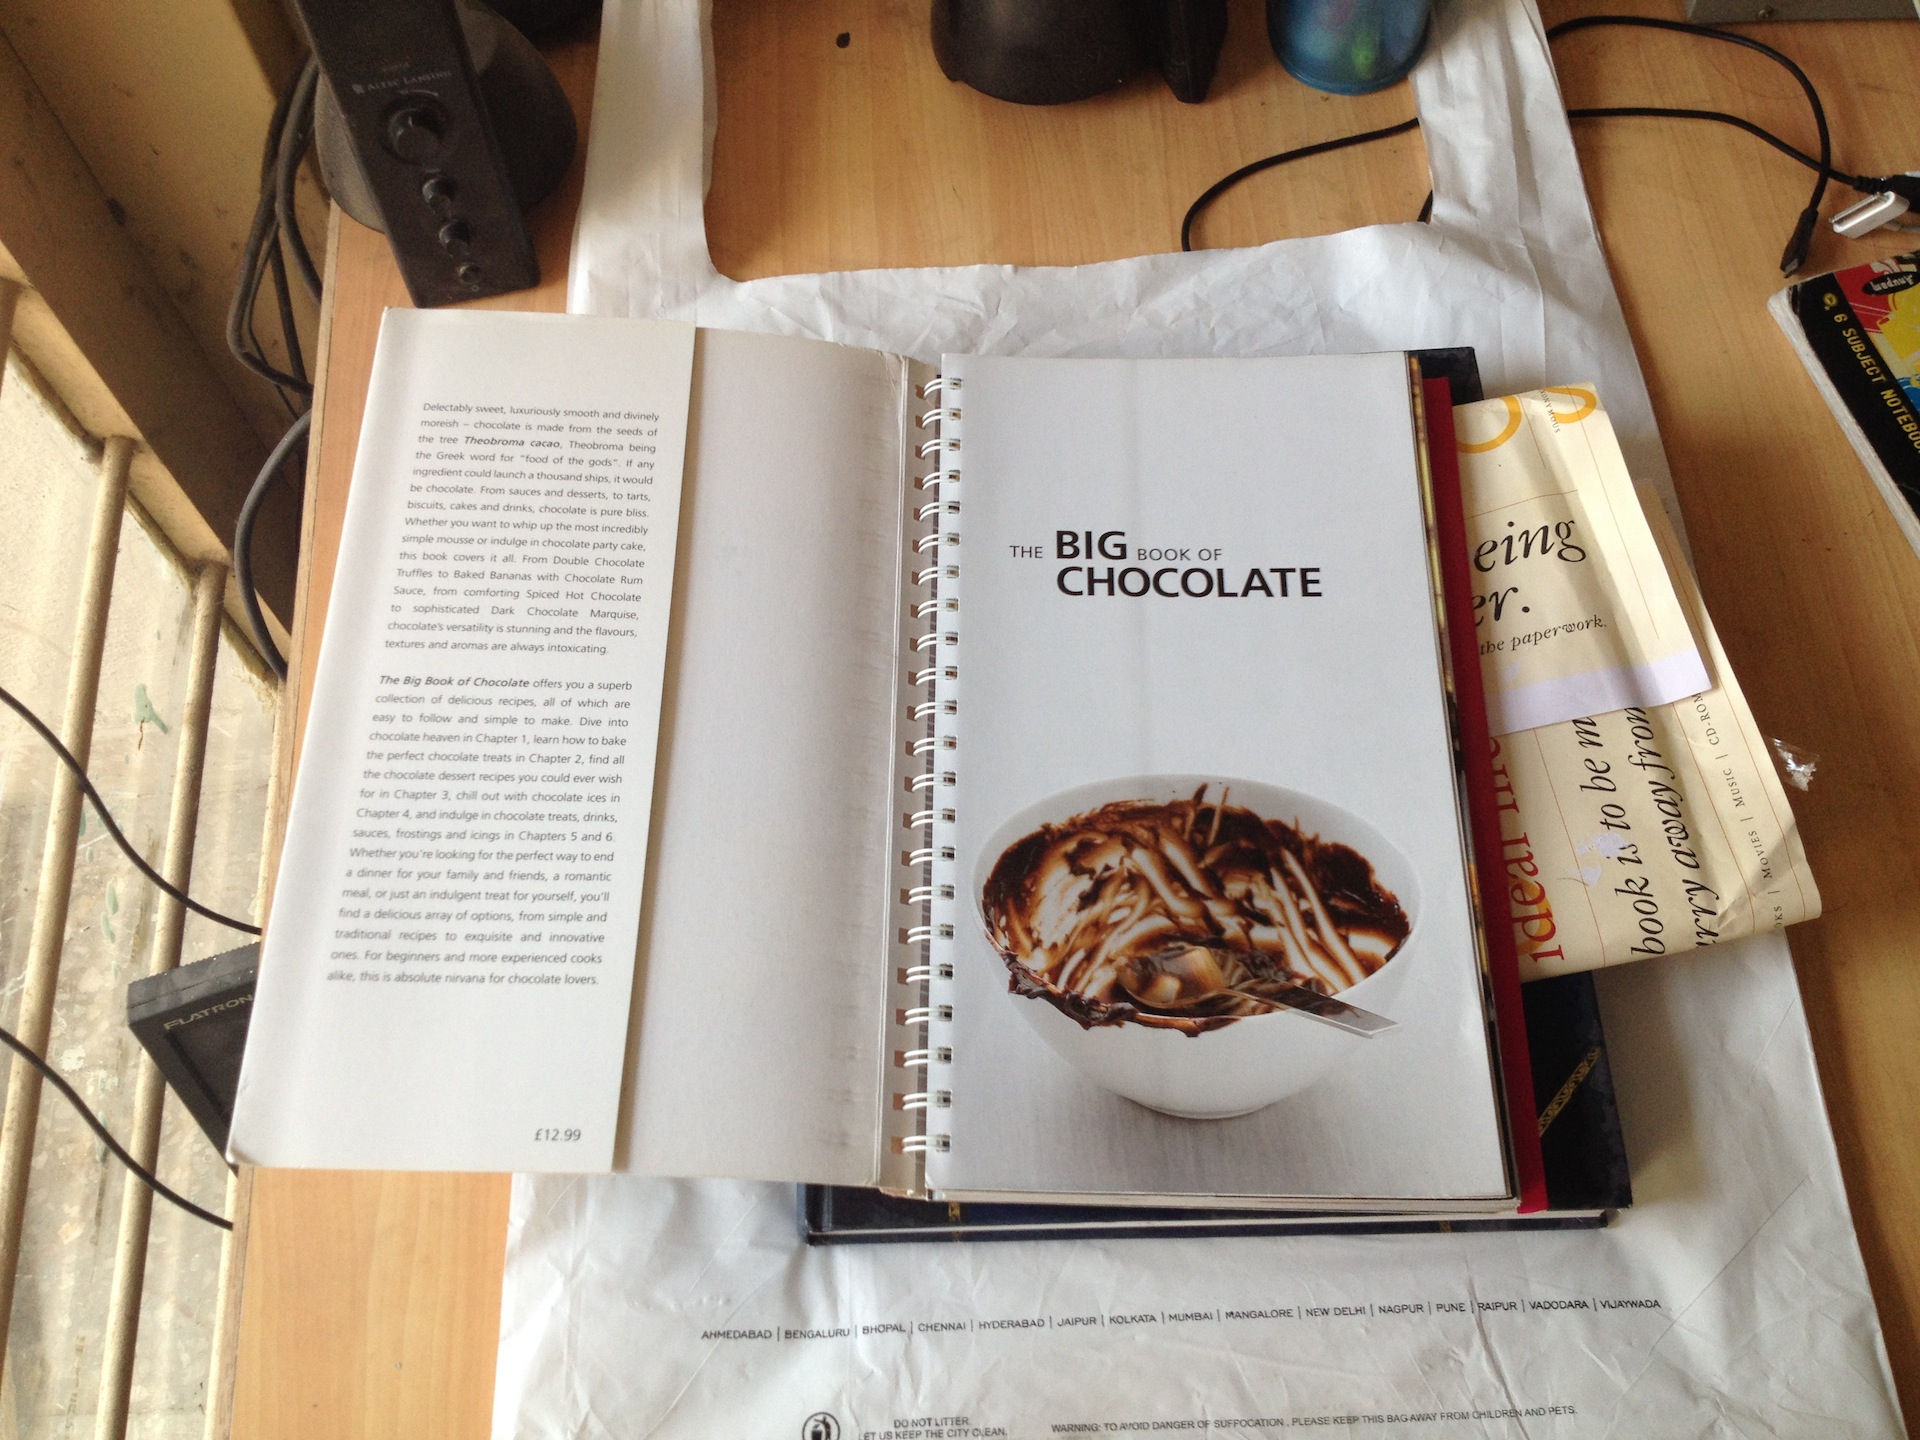 ALTEC LANSING
Delectably sweet, luxuriously smooth and divinely
moreish – chocolate is made from the seeds of
the tree Theobroma cacao, Theobroma being
the Greek word for "food of the gods". If any
ingredient could launch a thousand ships, it would
be chocolate. From sauces and desserts, to tarts,
biscuits, cakes and drinks, chocolate is pure bliss.
Whether you want to whip up the most incredibly
simple mousse or indulge in chocolate party cake,
this book covers it all. From Double Chocolate
Truffles to Baked Bananas with Chocolate Rum
Sauce, from comforting Spiced Hot Chocolate
to sophisticated Dark Chocolate Marquise,
chocolate's versatility is stunning and the flavours,
textures and aromas are always intoxicating.
The Big Book of Chocolate offers you a superb
collection of delicious recipes, all of which are
easy to follow and simple to make. Dive into
chocolate heaven in Chapter 1, learn how to bake
the perfect chocolate treats in Chapter 2, find all
the chocolate dessert recipes you could ever wish
for in Chapter 3, chill out with chocolate ices in
Chapter 4, and indulge in chocolate treats, drinks,
sauces, frostings and icings in Chapters 5 and 6.
Whether you're looking for the perfect way to end
a dinner for your family and friends, a romantic
meal, or just an indulgent treat for yourself, you'll
find a delicious array of options, from simple and
traditional recipes to exquisite and innovative
ones. For beginners and more experienced cooks
alike, this is absolute nirvana for chocolate lovers.
£12.99
FLATRON
THE BIG BOOK OF
CHOCOLATE
eing
er.
the paperwork.
ideal
book is to be m
rry away from
OKS | MOVIES | MUSIC | CD-ROM
6 SUBJECT NOTEBOO
AHMEDABAD | BENGALURU | BHOPAL | CHENNAI | HYDERABAD | JAIPUR | KOLKATA | MUMBAI | MANGALORE | NEW DELHI | NAGPUR | PUNE | RAIPUR | VADODARA | VIJAYWADA
DO NOT LITTER.
LET US KEEP THE CITY CLEAN.
WARNING: TO AVOID DANGER OF SUFFOCATION, PLEASE KEEP THIS BAG AWAY FROM CHILDREN AND PETS.